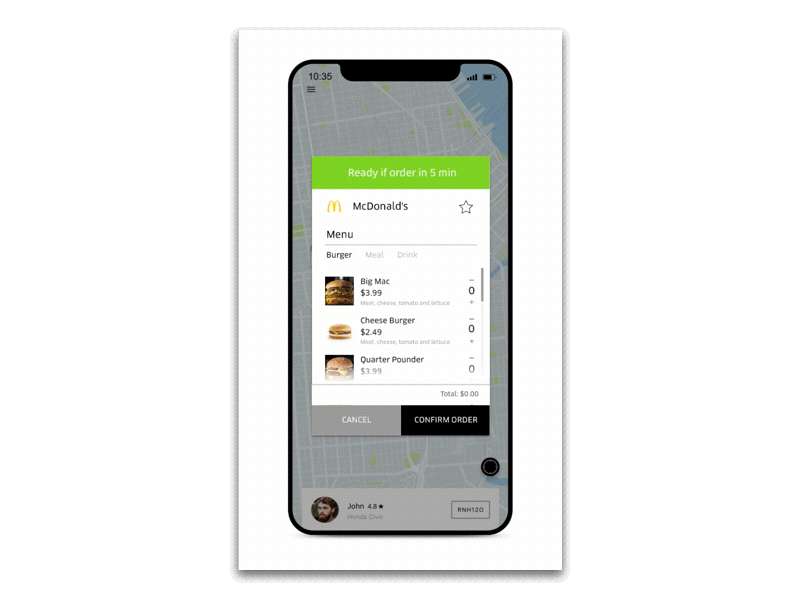 10:35
Ready if order in 5 min
McDonald's
Menu
Burger Meal Drink
Big Mac
$3.99
Meat, cheese, tomato and lettuce
−
0
+
Cheese Burger
$2.49
Meat, cheese, tomato and lettuce
−
0
+
Quarter Pounder
$3.99
−
0
Total: $0.00
CANCEL CONFIRM ORDER
John 4.8★
Honda Civic
RNH12O